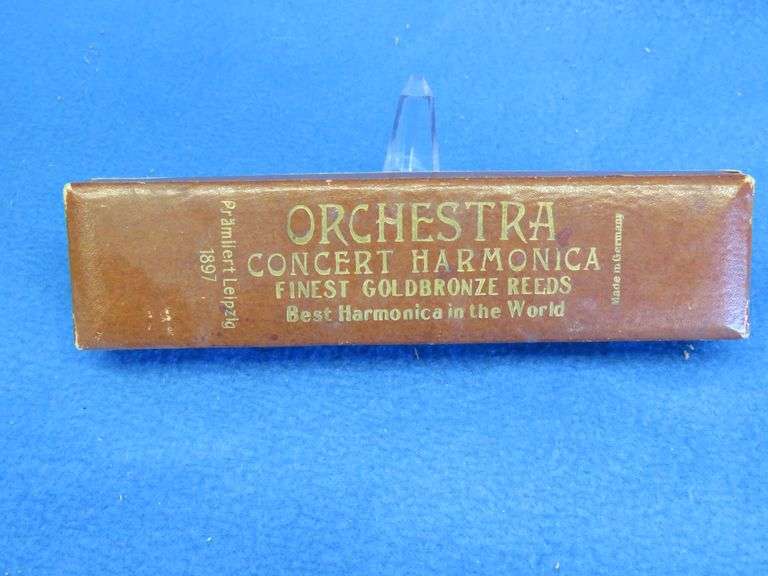 Prämiiert Leipzig
1897
ORCHESTRA
CONCERT HARMONICA
FINEST GOLDBRONZE REEDS
Best Harmonica in the World
Made in Germany